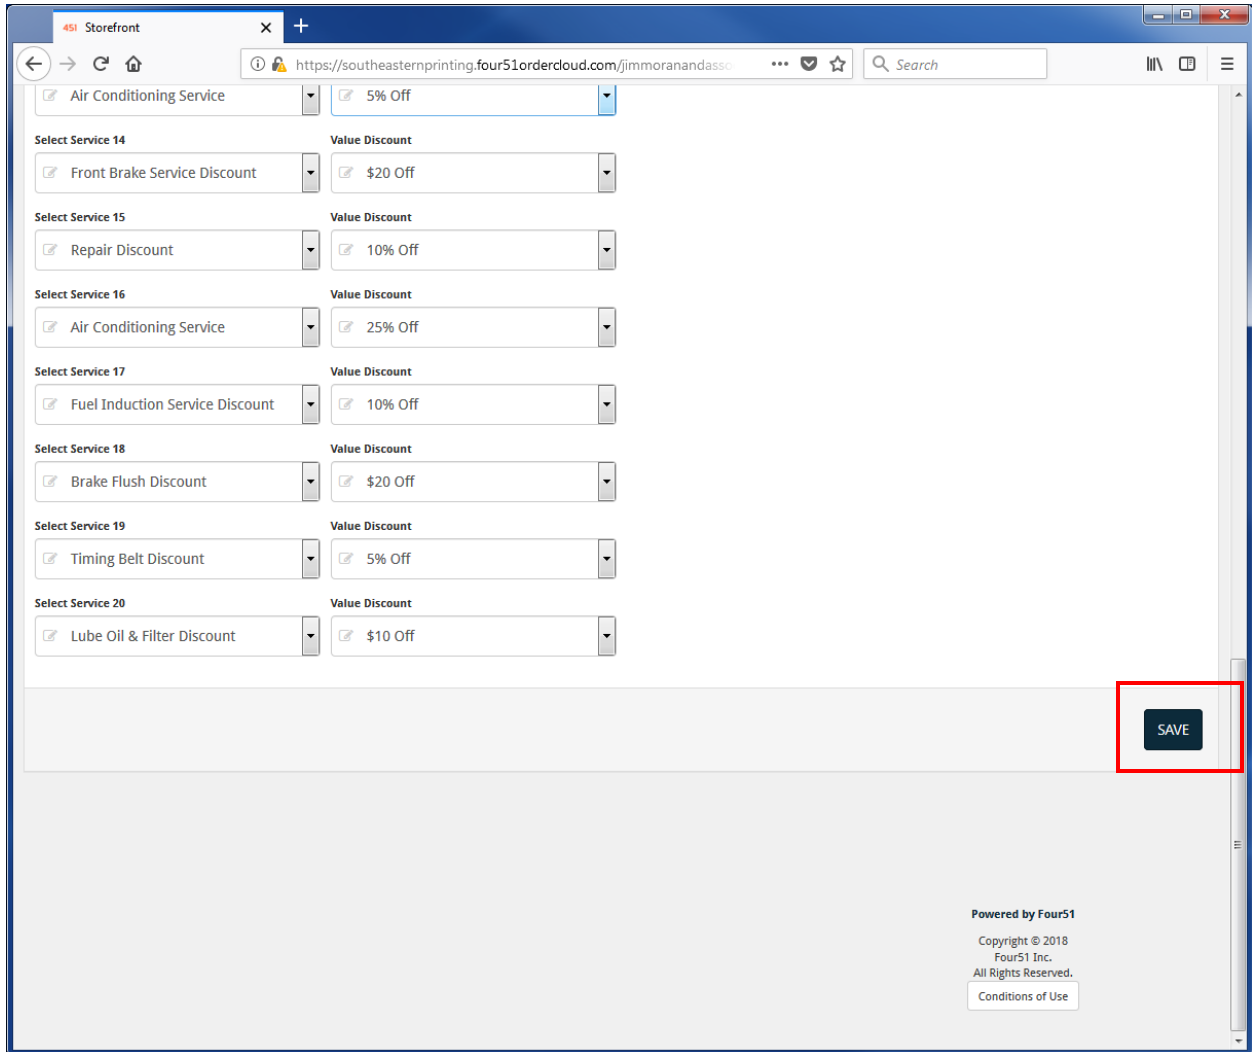 451 Storefront
https://southeasternprinting.four51ordercloud.com/jimmoranandasso
Search
Air Conditioning Service 5% Off
Select Service 14 Value Discount
Front Brake Service Discount $20 Off
Select Service 15 Value Discount
Repair Discount 10% Off
Select Service 16 Value Discount
Air Conditioning Service 25% Off
Select Service 17 Value Discount
Fuel Induction Service Discount 10% Off
Select Service 18 Value Discount
Brake Flush Discount $20 Off
Select Service 19 Value Discount
Timing Belt Discount 5% Off
Select Service 20 Value Discount
Lube Oil & Filter Discount $10 Off
SAVE
Powered by Four51
Copyright © 2018
Four51 Inc.
All Rights Reserved.
Conditions of Use